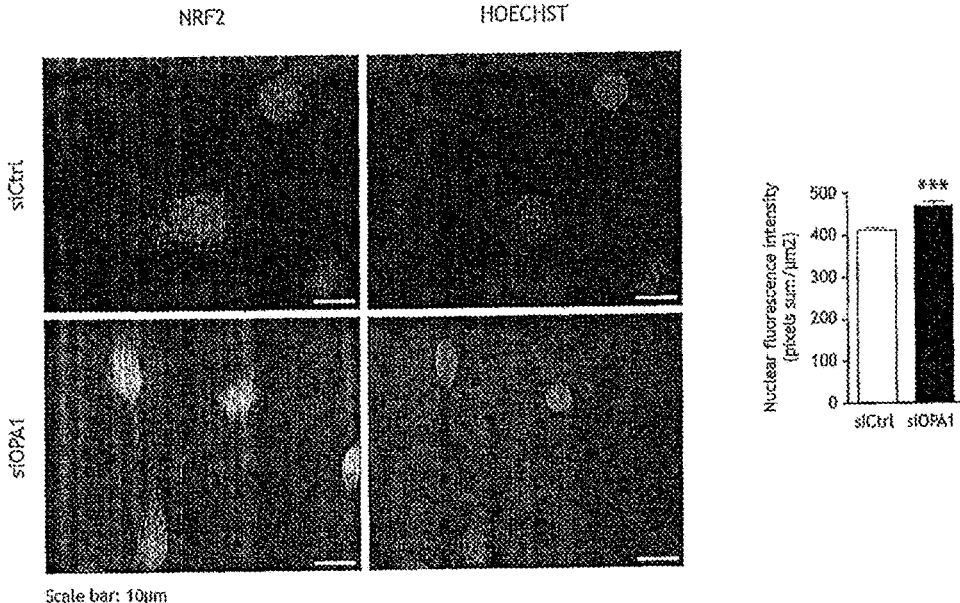 NRF2
HOECHST
siCtrl
siOPA1
Scale bar: 10µm
Nuclear fluorescence intensity
(pixels sum/µm2)
500
400
300
200
100
0
***
siCtrl
siOPA1